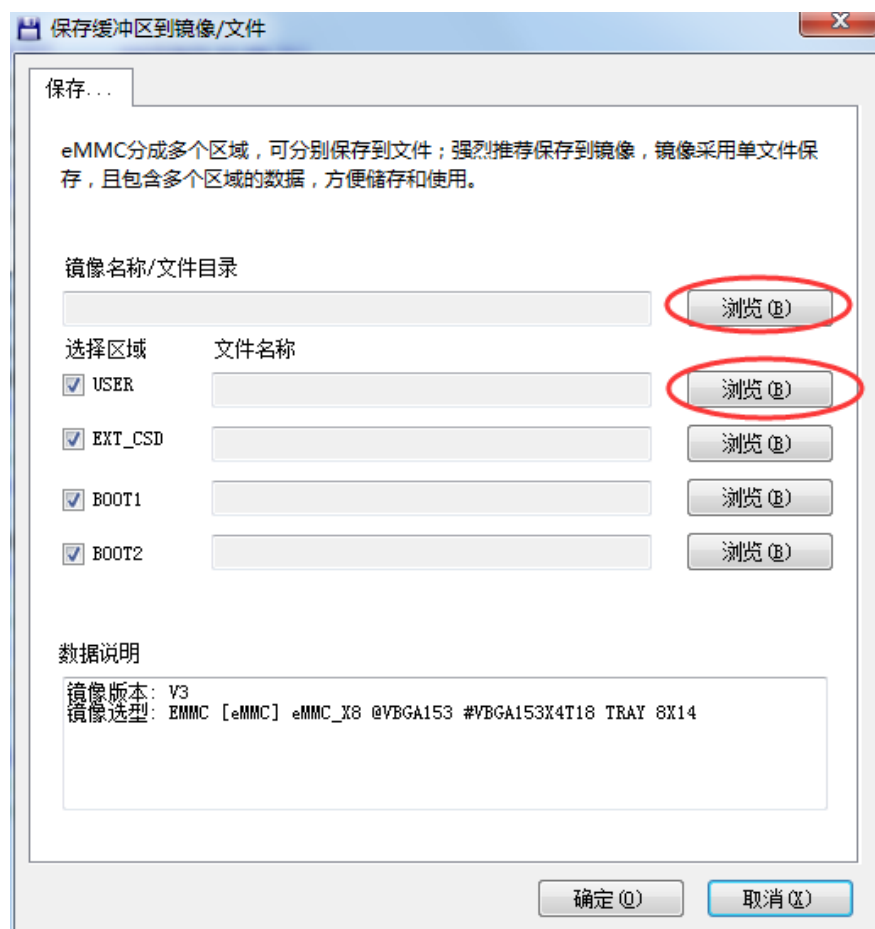 保存缓冲区到镜像/文件
保存...
eMMC分成多个区域，可分别保存到文件；强烈推荐保存到镜像，镜像采用单文件保
存，且包含多个区域的数据，方便储存和使用。
镜像名称/文件目录
浏览(B)
选择区域 文件名称
USER 浏览(B)
EXT_CSD 浏览(B)
BOOT1 浏览(B)
BOOT2 浏览(B)
数据说明
镜像版本: V3
镜像选型: EMMC [eMMC] eMMC_X8 @VBGA153 #VBGA153X4T18 TRAY 8X14
确定(O) 取消(X)